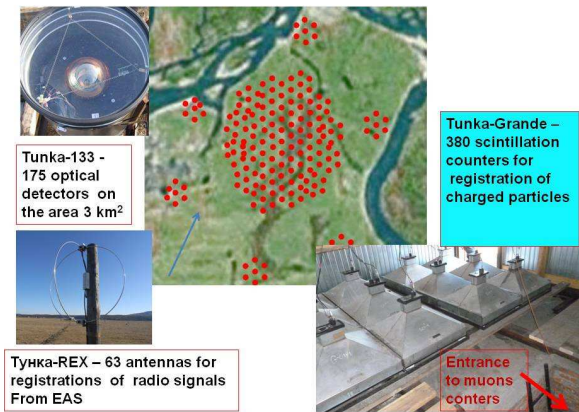 Tunka-133 -
175 optical
detectors on
the area 3 km²
Tunka-Grande –
380 scintillation
counters for
registration of
charged particles
Тунка-REX – 63 antennas for
registrations of radio signals
From EAS
Entrance
to muons
conters